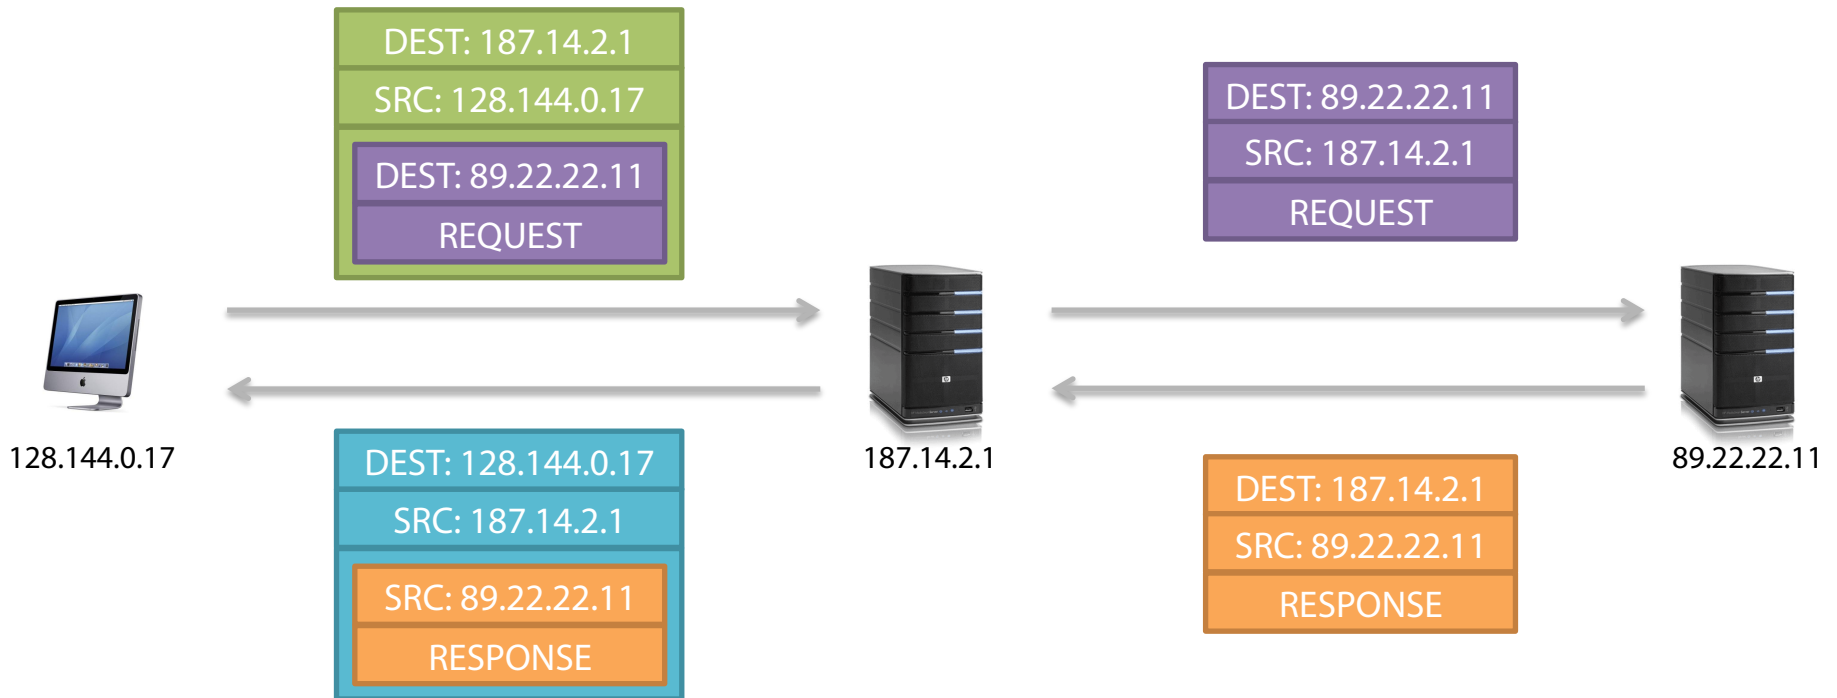 DEST: 187.14.2.1
SRC: 128.144.0.17
DEST: 89.22.22.11
REQUEST
DEST: 89.22.22.11
SRC: 187.14.2.1
REQUEST
128.144.0.17
187.14.2.1
89.22.22.11
DEST: 128.144.0.17
SRC: 187.14.2.1
SRC: 89.22.22.11
RESPONSE
DEST: 187.14.2.1
SRC: 89.22.22.11
RESPONSE